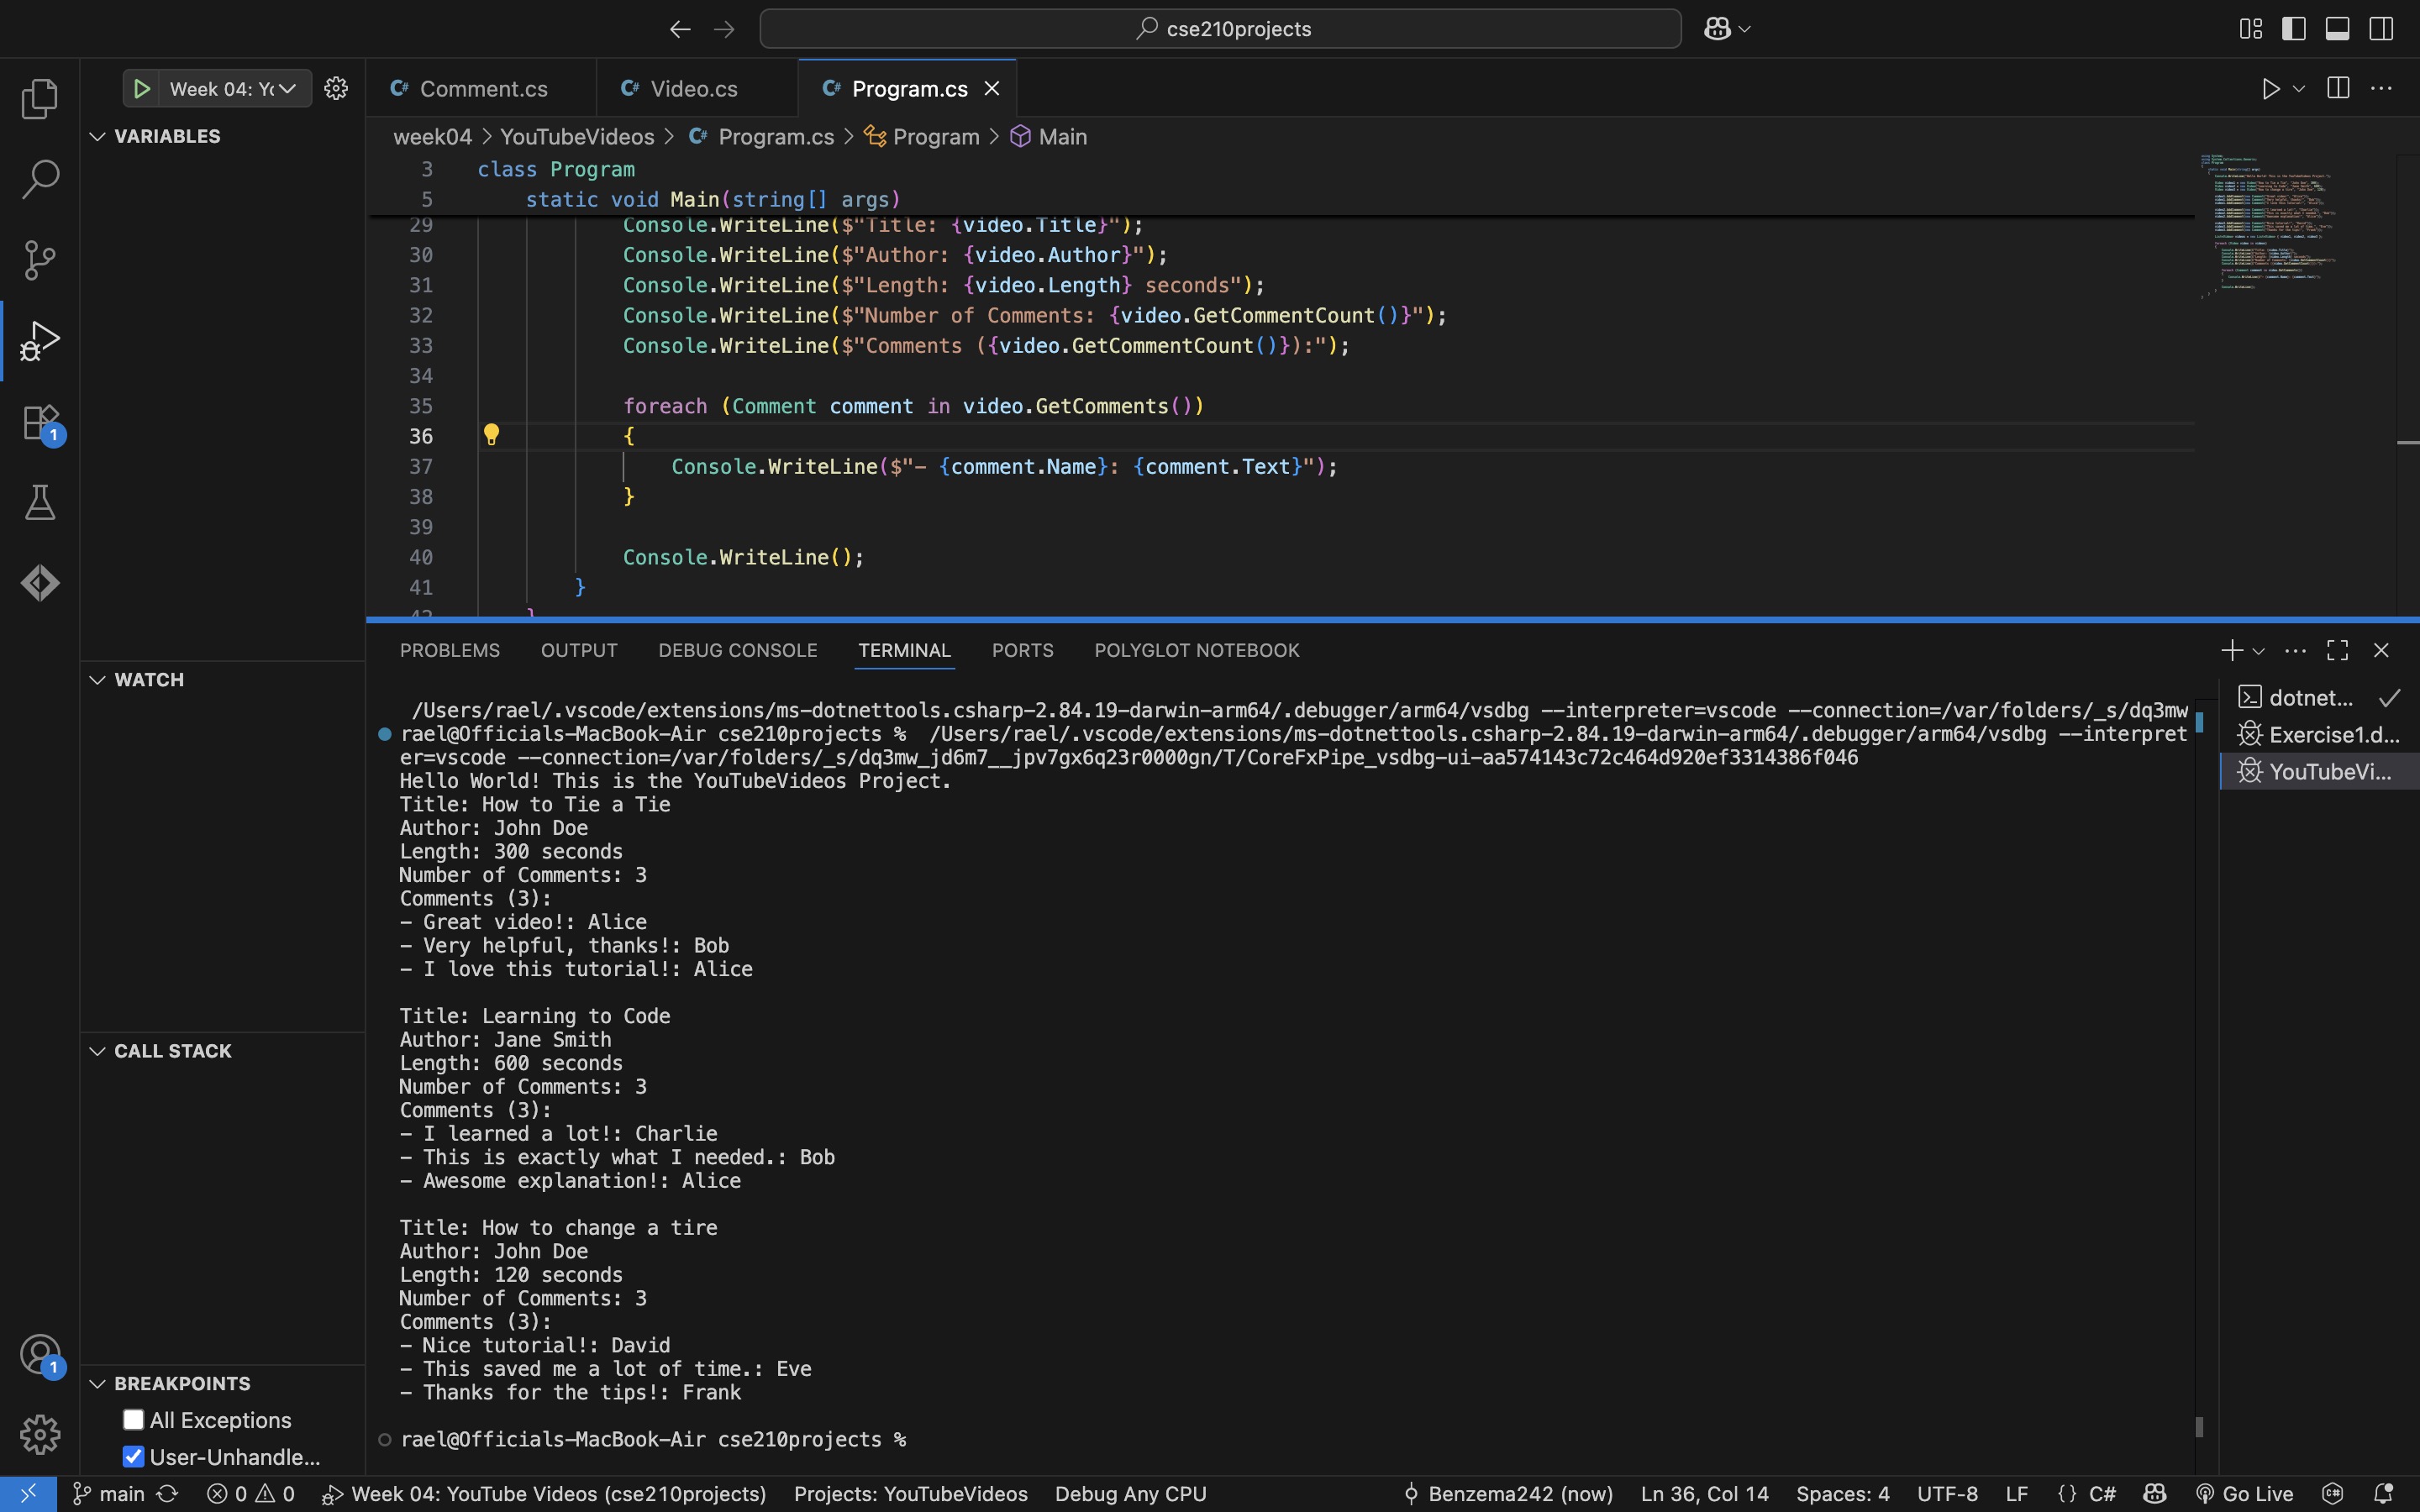 cse210projects
Week 04: Yc
Comment.cs
Video.cs
Program.cs
VARIABLES
week04 > YouTubeVideos > Program.cs > Program > Main
3 class Program
5 static void Main(string[] args)
29 Console.WriteLine($"Title: {video.Title}");
30 Console.WriteLine($"Author: {video.Author}");
31 Console.WriteLine($"Length: {video.Length} seconds");
32 Console.WriteLine($"Number of Comments: {video.GetCommentCount()}");
33 Console.WriteLine($"Comments ({video.GetCommentCount()}):");
34
35 foreach (Comment comment in video.GetComments())
36 {
37 Console.WriteLine($"- {comment.Name}: {comment.Text}");
38 }
39
40 Console.WriteLine();
41 }
42 }
1
PROBLEMS OUTPUT DEBUG CONSOLE TERMINAL PORTS POLYGLOT NOTEBOOK
WATCH
/Users/rael/.vscode/extensions/ms-dotnettools.csharp-2.84.19-darwin-arm64/.debugger/arm64/vsdbg --interpreter=vscode --connection=/var/folders/_s/dq3mw
rael@Officials-MacBook-Air cse210projects % /Users/rael/.vscode/extensions/ms-dotnettools.csharp-2.84.19-darwin-arm64/.debugger/arm64/vsdbg --interpret
er=vscode --connection=/var/folders/_s/dq3mw_jd6m7__jpv7gx6q23r0000gn/T/CoreFxPipe_vsdbg-ui-aa574143c72c464d920ef3314386f046
Hello World! This is the YouTubeVideos Project.
Title: How to Tie a Tie
Author: John Doe
Length: 300 seconds
Number of Comments: 3
Comments (3):
- Great video!: Alice
- Very helpful, thanks!: Bob
- I love this tutorial!: Alice
Title: Learning to Code
Author: Jane Smith
Length: 600 seconds
Number of Comments: 3
Comments (3):
- I learned a lot!: Charlie
- This is exactly what I needed.: Bob
- Awesome explanation!: Alice
Title: How to change a tire
Author: John Doe
Length: 120 seconds
Number of Comments: 3
Comments (3):
- Nice tutorial!: David
- This saved me a lot of time.: Eve
- Thanks for the tips!: Frank
rael@Officials-MacBook-Air cse210projects %
dotnet...
Exercise1.d...
YouTubeVi...
CALL STACK
BREAKPOINTS
All Exceptions
User-Unhandle...
1
main 0 0 Week 04: YouTube Videos (cse210projects) Projects: YouTubeVideos Debug Any CPU Benzema242 (now) Ln 36, Col 14 Spaces: 4 UTF-8 LF {} C# Go Live